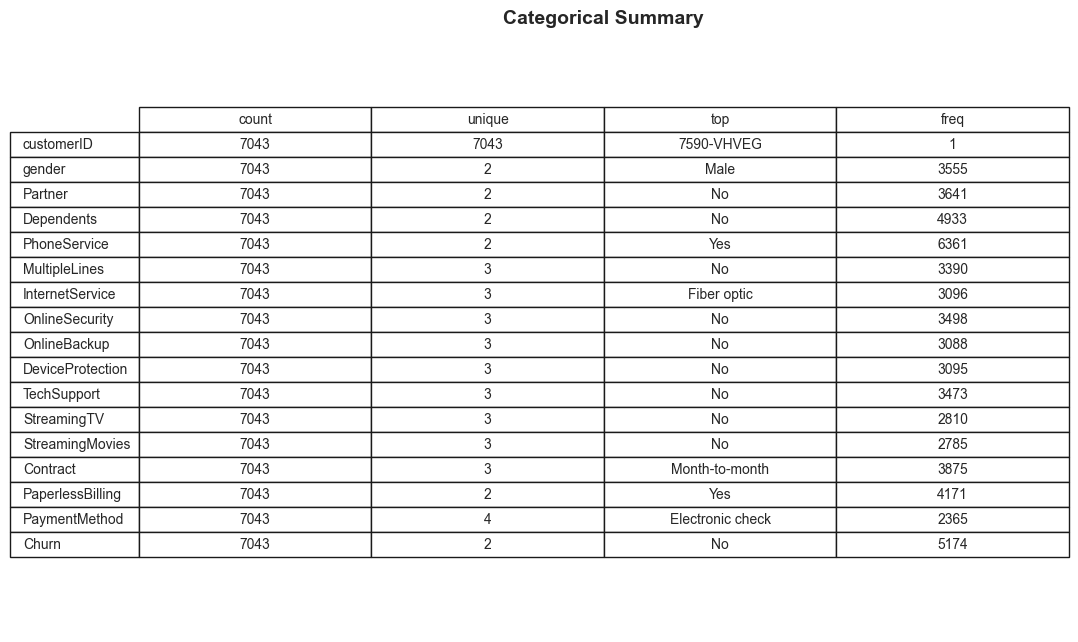 Categorical Summary
count unique top freq
customerID 7043 7043 7590-VHVEG 1
gender 7043 2 Male 3555
Partner 7043 2 No 3641
Dependents 7043 2 No 4933
PhoneService 7043 2 Yes 6361
MultipleLines 7043 3 No 3390
InternetService 7043 3 Fiber optic 3096
OnlineSecurity 7043 3 No 3498
OnlineBackup 7043 3 No 3088
DeviceProtection 7043 3 No 3095
TechSupport 7043 3 No 3473
StreamingTV 7043 3 No 2810
StreamingMovies 7043 3 No 2785
Contract 7043 3 Month-to-month 3875
PaperlessBilling 7043 2 Yes 4171
PaymentMethod 7043 4 Electronic check 2365
Churn 7043 2 No 5174